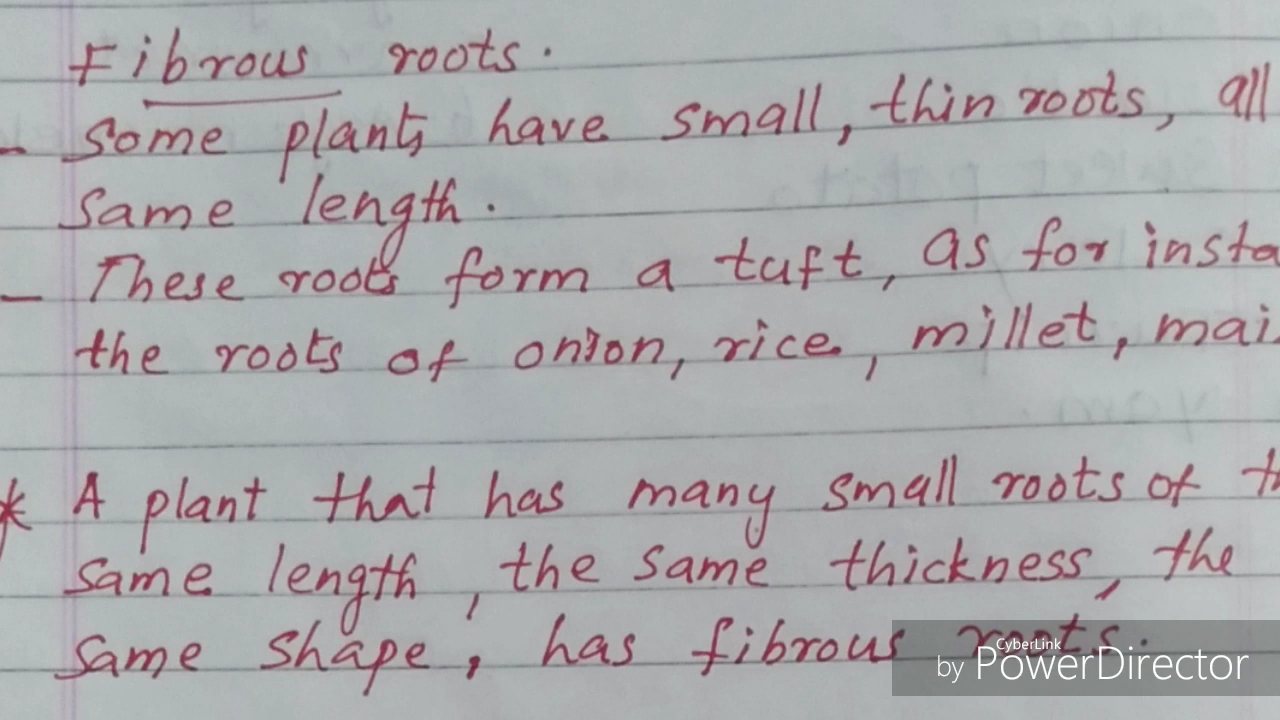 Fibrous roots.
- Some plants have small, thin roots, all
same length.
- These roots form a taft, as for insta
the roots of onion, rice, millet, mai
* A plant that has many small roots of th
same length, the same thickness, the
same shape, has fibrous roots.
CyberLink
by PowerDirector